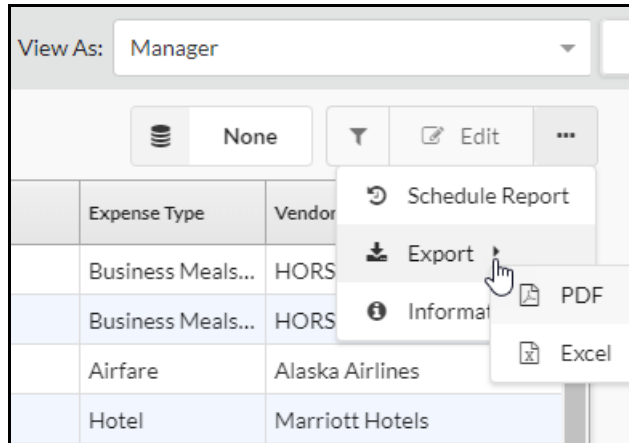 View As: Manager
None Edit ...
Expense Type Vendor
Schedule Report
Business Meals... HORS
Export
PDF
Business Meals... HORS
Informat
Excel
Airfare Alaska Airlines
Hotel Marriott Hotels